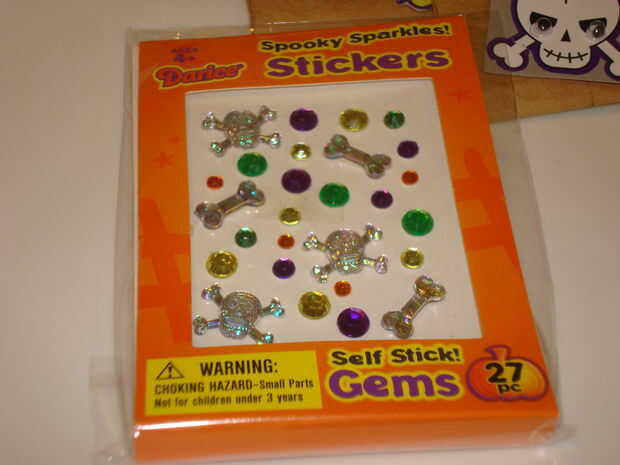 AGES
4+
Darice
Spooky Sparkles!
Stickers
WARNING:
CHOKING HAZARD-Small Parts
Not for children under 3 years
Self Stick!
Gems
27
pc